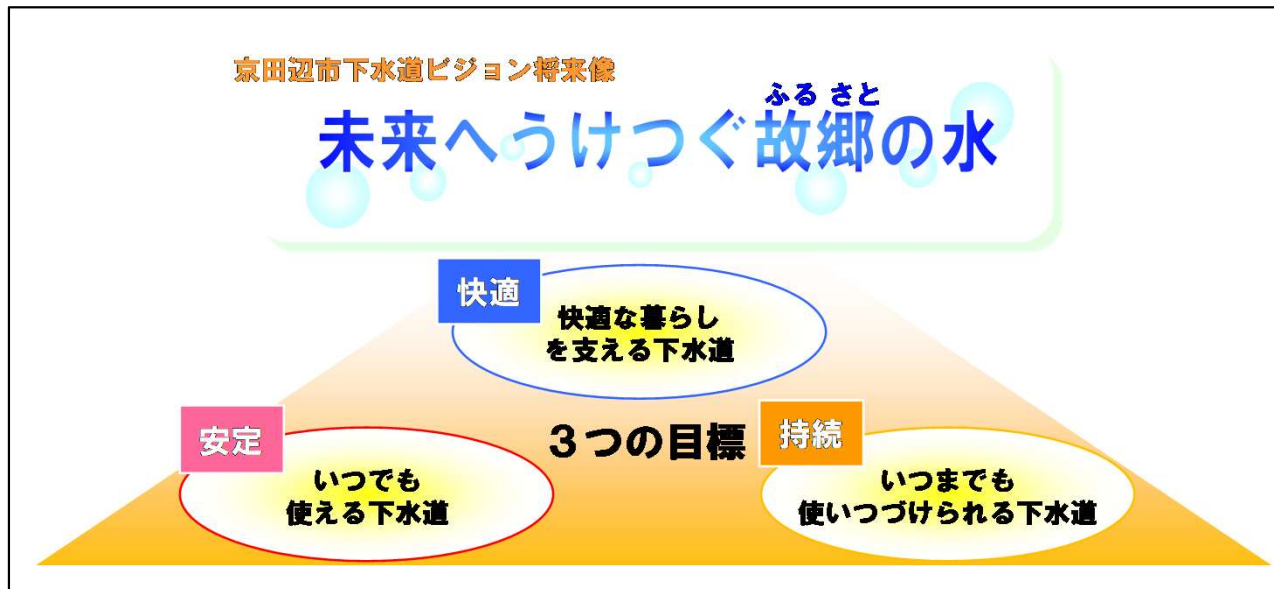 京田辺市下水道ビジョン将来像
ふる さと
未来へうけつぐ故郷の水
快適
快適な暮らし
を支える下水道
3つの目標
安定
いつでも
使える下水道
持続
いつまでも
使いつづけられる下水道